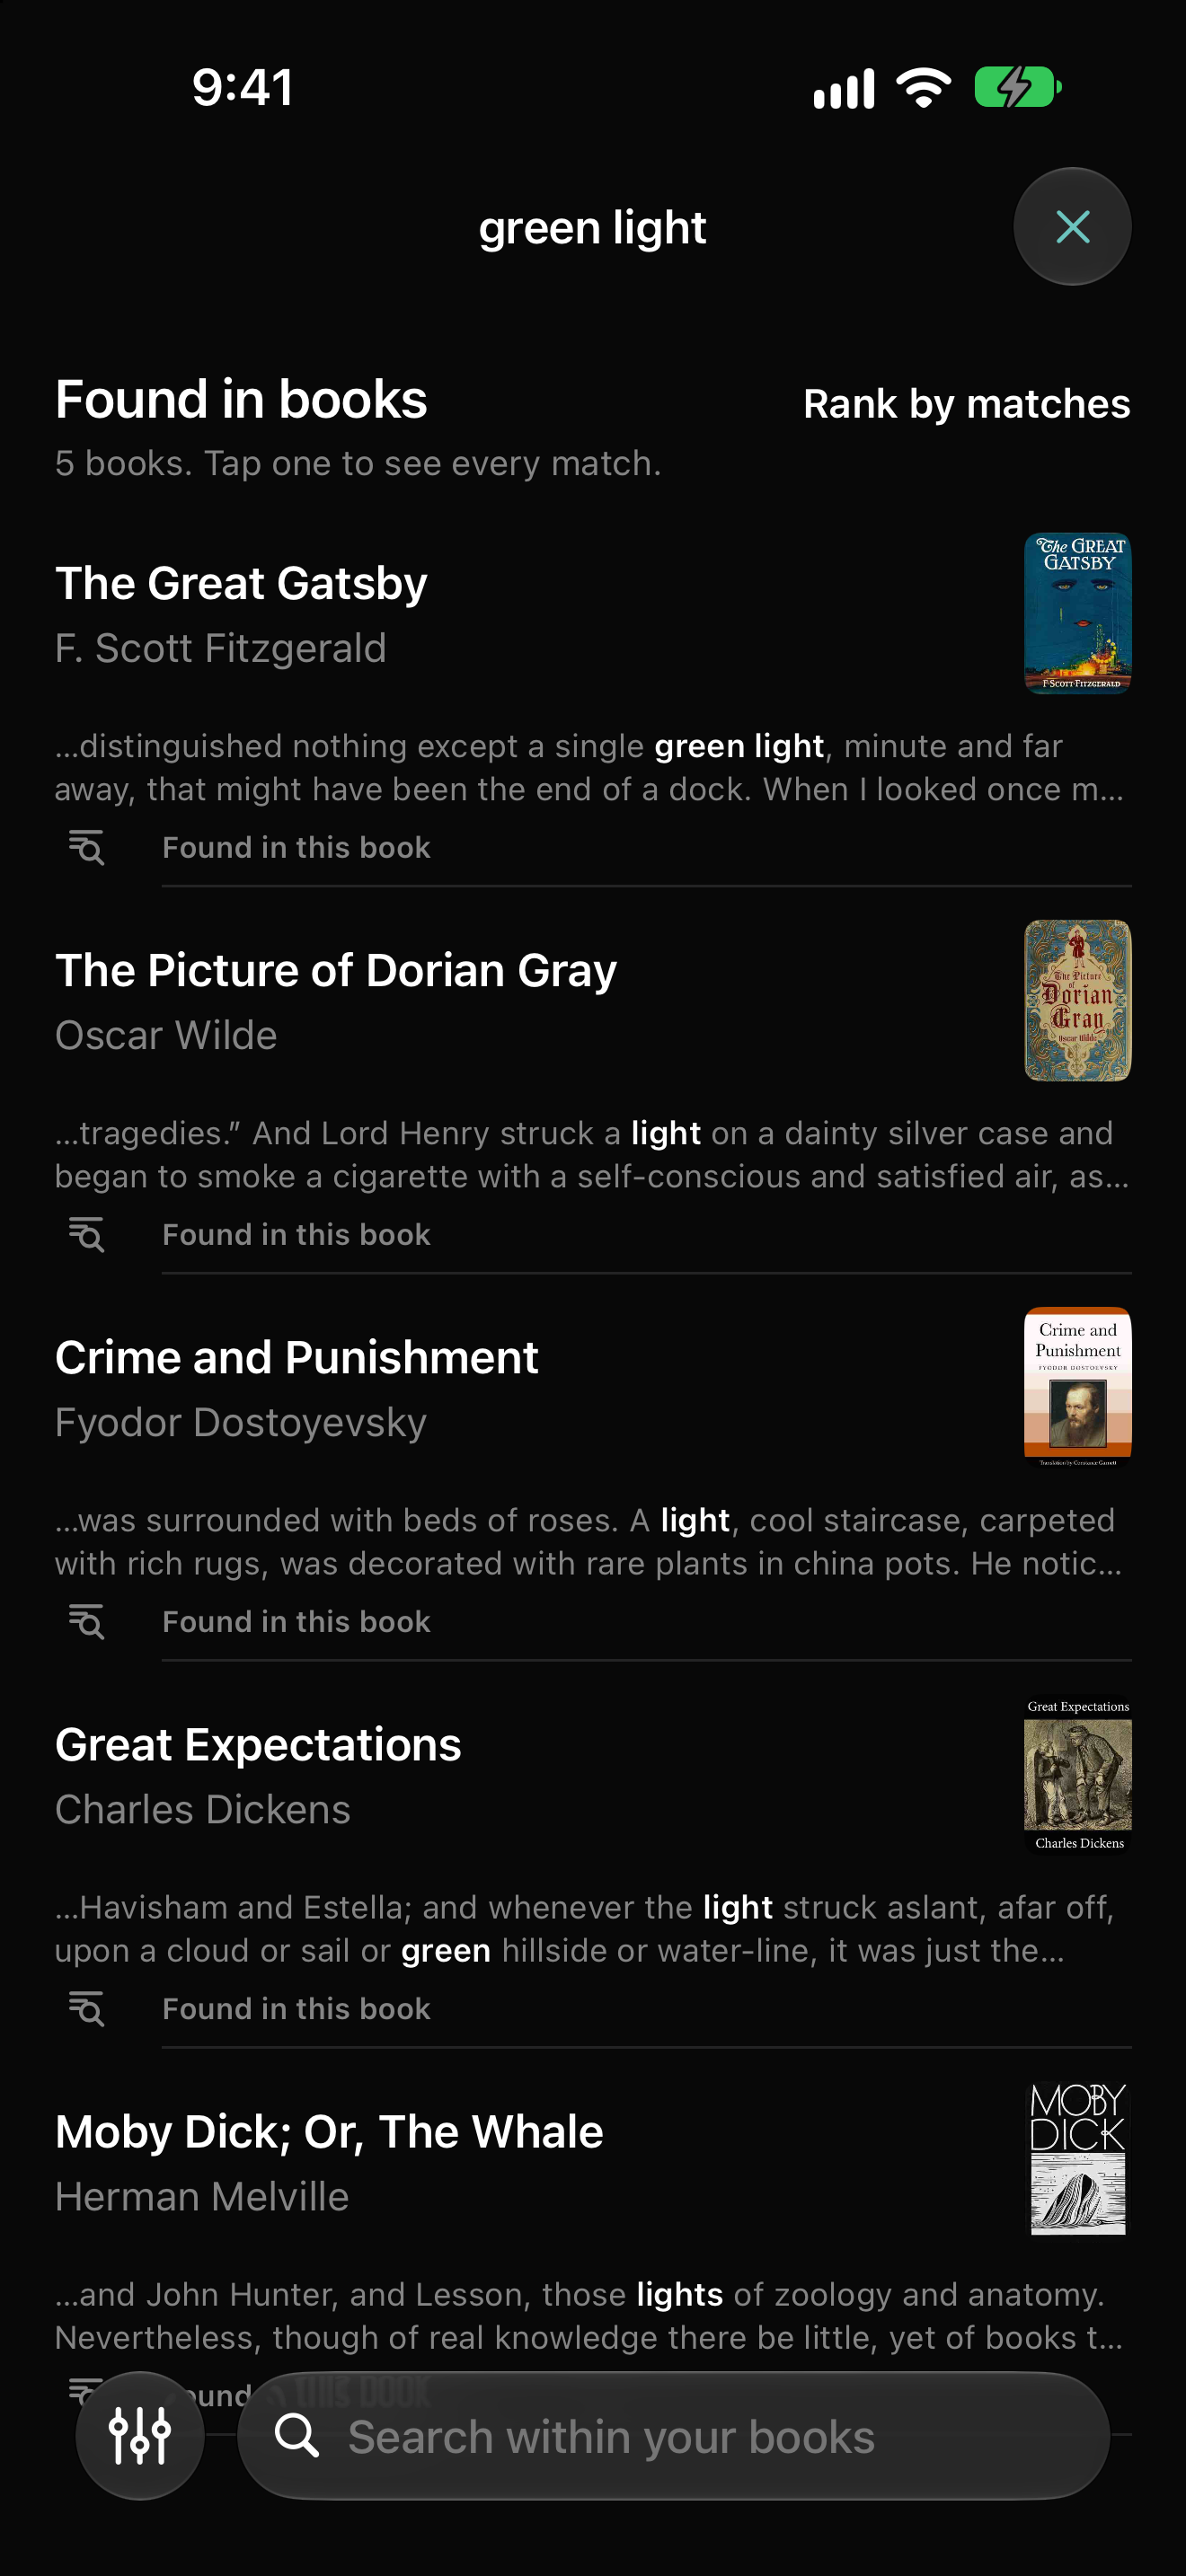 9:41
green light
Found in books
Rank by matches
5 books. Tap one to see every match.
The Great Gatsby
F. Scott Fitzgerald
The GREAT
GATSBY
F·SCOTT·FITZGERALD
...distinguished nothing except a single green light, minute and far
away, that might have been the end of a dock. When I looked once m...
Found in this book
The Picture of Dorian Gray
Oscar Wilde
The Picture
of
Dorian
Gray
Oscar Wilde
...tragedies.” And Lord Henry struck a light on a dainty silver case and
began to smoke a cigarette with a self-conscious and satisfied air, as...
Found in this book
Crime and Punishment
Fyodor Dostoyevsky
Crime and
Punishment
FYODOR DOSTOEVSKY
Translation by Constance Garnett
...was surrounded with beds of roses. A light, cool staircase, carpeted
with rich rugs, was decorated with rare plants in china pots. He notic...
Found in this book
Great Expectations
Charles Dickens
Great Expectations
Charles Dickens
...Havisham and Estella; and whenever the light struck aslant, afar off,
upon a cloud or sail or green hillside or water-line, it was just the...
Found in this book
Moby Dick; Or, The Whale
Herman Melville
MOBY
DICK
...and John Hunter, and Lesson, those lights of zoology and anatomy.
Nevertheless, though of real knowledge there be little, yet of books t...
ound this book
Search within your books